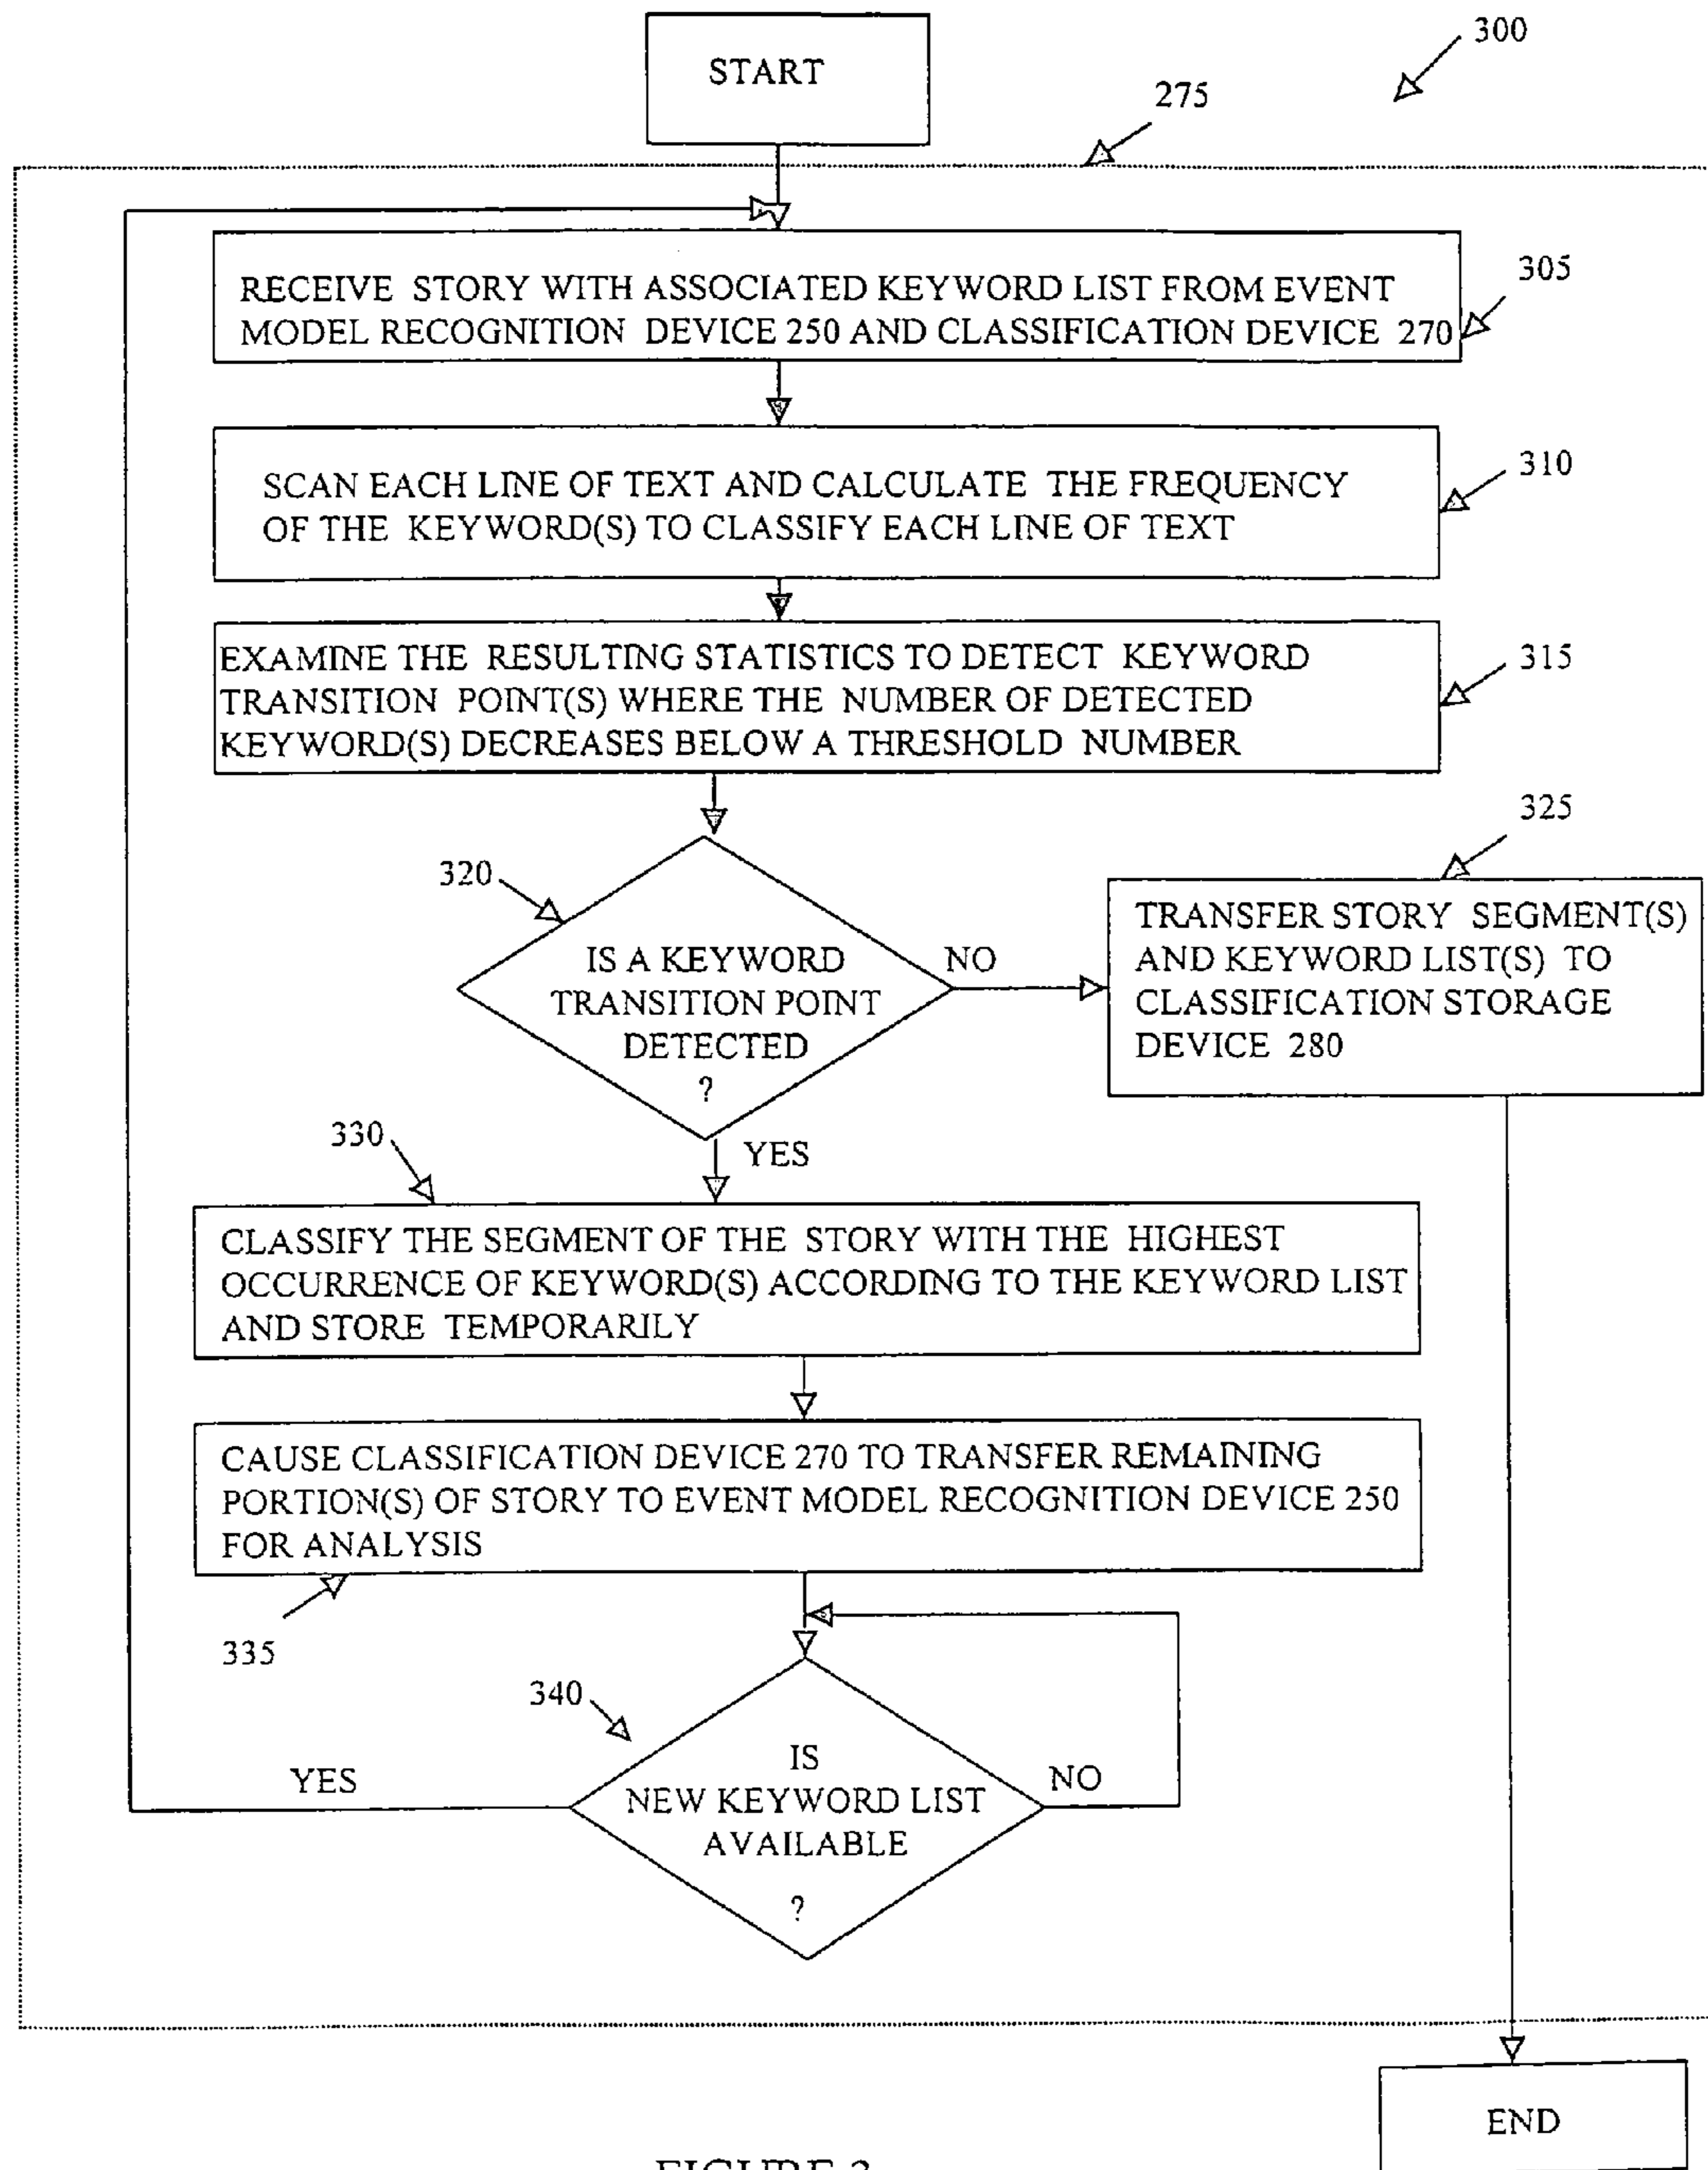 START
300
275
RECEIVE STORY WITH ASSOCIATED KEYWORD LIST FROM EVENT
MODEL RECOGNITION DEVICE 250 AND CLASSIFICATION DEVICE 270
305
SCAN EACH LINE OF TEXT AND CALCULATE THE FREQUENCY
OF THE KEYWORD(S) TO CLASSIFY EACH LINE OF TEXT
310
EXAMINE THE RESULTING STATISTICS TO DETECT KEYWORD
TRANSITION POINT(S) WHERE THE NUMBER OF DETECTED
KEYWORD(S) DECREASES BELOW A THRESHOLD NUMBER
315
320
IS A KEYWORD
TRANSITION POINT
DETECTED
?
NO
325
TRANSFER STORY SEGMENT(S)
AND KEYWORD LIST(S) TO
CLASSIFICATION STORAGE
DEVICE 280
YES
330
CLASSIFY THE SEGMENT OF THE STORY WITH THE HIGHEST
OCCURRENCE OF KEYWORD(S) ACCORDING TO THE KEYWORD LIST
AND STORE TEMPORARILY
CAUSE CLASSIFICATION DEVICE 270 TO TRANSFER REMAINING
PORTION(S) OF STORY TO EVENT MODEL RECOGNITION DEVICE 250
FOR ANALYSIS
335
340
IS
NEW KEYWORD LIST
AVAILABLE
?
YES
NO
END
FIGURE 3